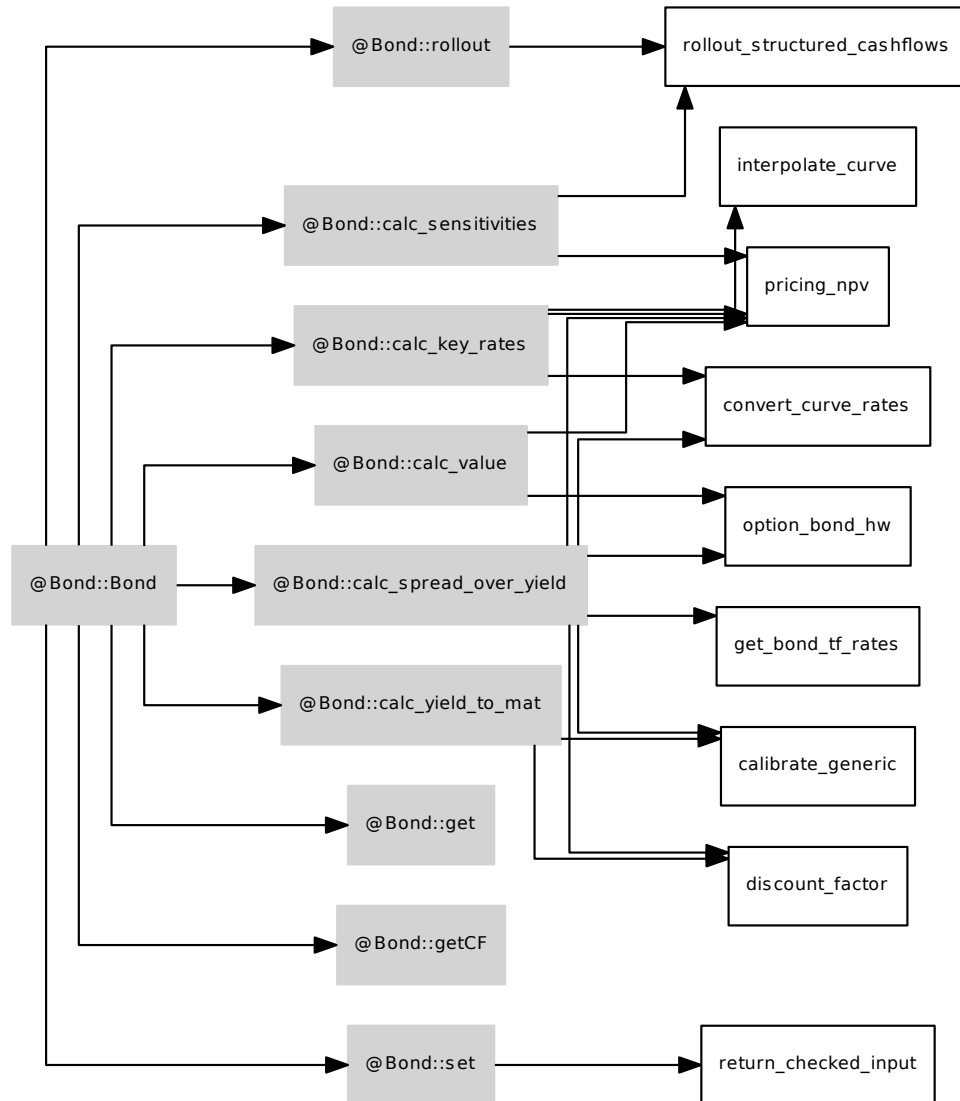 @Bond::rollout
rollout_structured_cashflows
interpolate_curve
@Bond::calc_sensitivities
pricing_npv
@Bond::calc_key_rates
convert_curve_rates
@Bond::calc_value
option_bond_hw
@Bond::Bond
@Bond::calc_spread_over_yield
get_bond_tf_rates
@Bond::calc_yield_to_mat
calibrate_generic
@Bond::get
discount_factor
@Bond::getCF
@Bond::set
return_checked_input